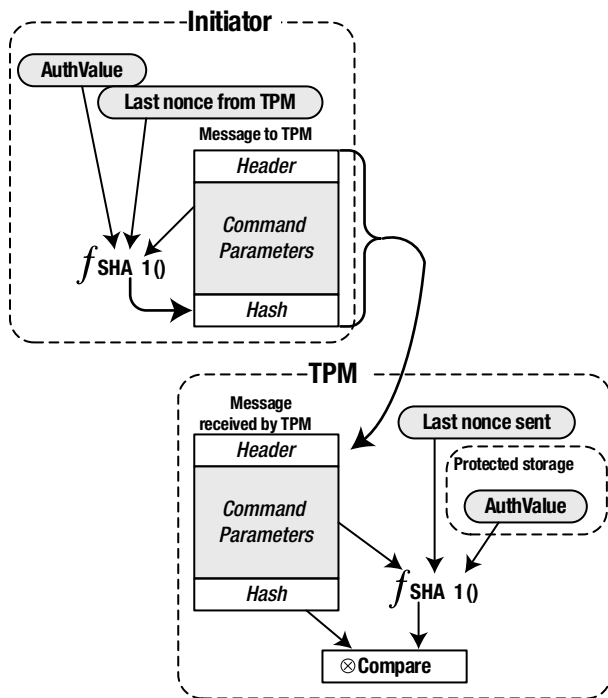 Initiator
AuthValue
Last nonce from TPM
Message to TPM
Header
Command
Parameters
f SHA 1()
Hash
TPM
Message
received by TPM
Last nonce sent
Header
Protected storage
Command
Parameters
AuthValue
f SHA 1()
Hash
⊗Compare